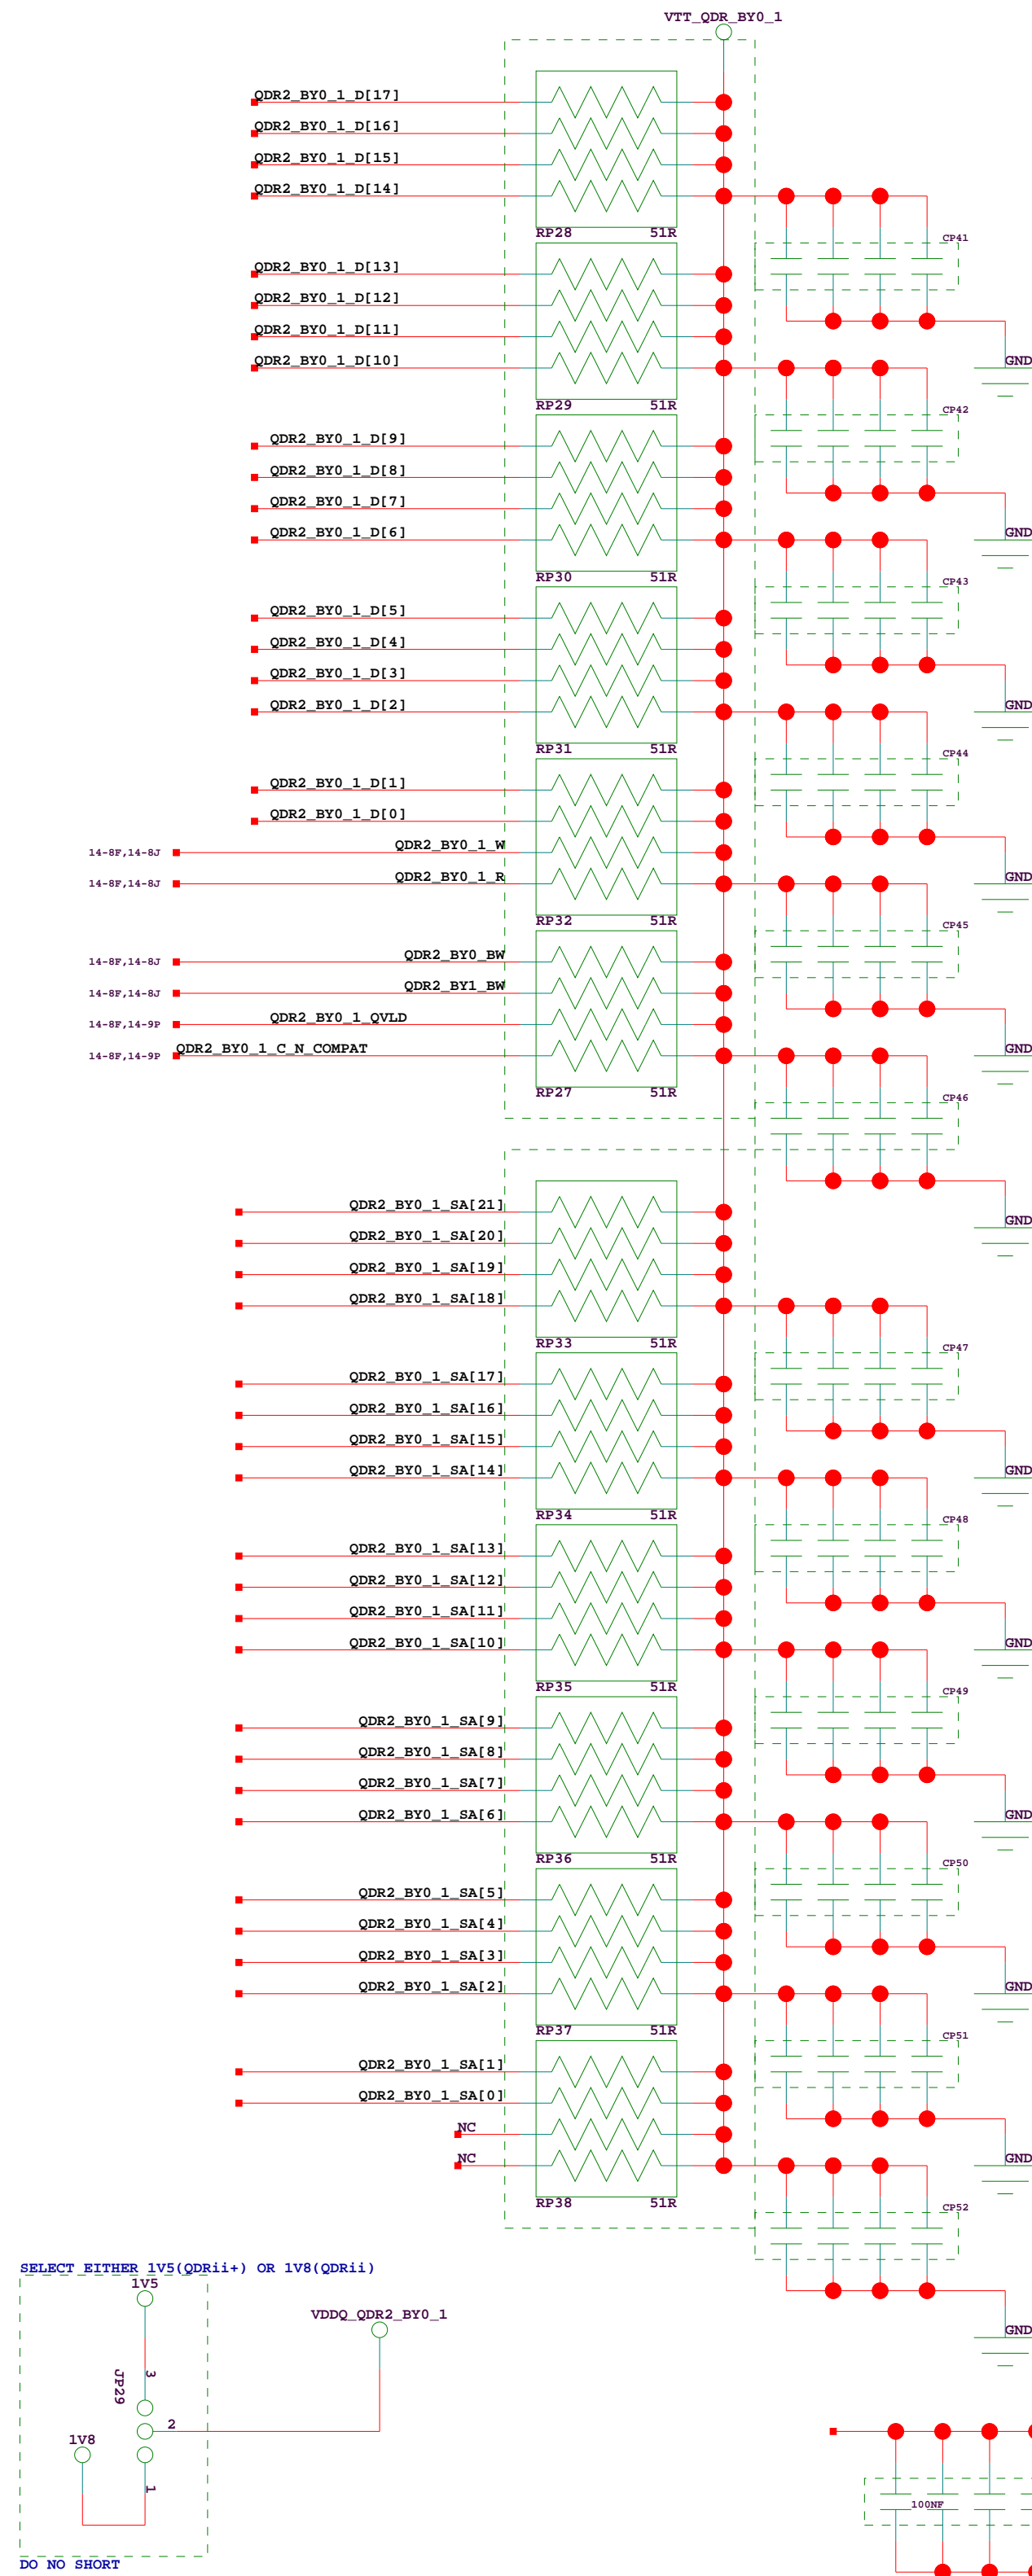 VTT_QDR_BY0_1
QDR2_BY0_1_D[17]
QDR2_BY0_1_D[16]
QDR2_BY0_1_D[15]
QDR2_BY0_1_D[14]
RP28 51R
CP41
QDR2_BY0_1_D[13]
QDR2_BY0_1_D[12]
QDR2_BY0_1_D[11]
QDR2_BY0_1_D[10]
GND
RP29 51R
CP42
QDR2_BY0_1_D[9]
QDR2_BY0_1_D[8]
QDR2_BY0_1_D[7]
QDR2_BY0_1_D[6]
GND
RP30 51R
CP43
QDR2_BY0_1_D[5]
QDR2_BY0_1_D[4]
QDR2_BY0_1_D[3]
QDR2_BY0_1_D[2]
GND
RP31 51R
CP44
QDR2_BY0_1_D[1]
QDR2_BY0_1_D[0]
14-8F,14-8J QDR2_BY0_1_W
14-8F,14-8J QDR2_BY0_1_R
GND
RP32 51R
CP45
14-8F,14-8J QDR2_BY0_BW
14-8F,14-8J QDR2_BY1_BW
14-8F,14-9P QDR2_BY0_1_QVLD
14-8F,14-9P QDR2_BY0_1_C_N_COMPAT
GND
RP27 51R
CP46
QDR2_BY0_1_SA[21]
QDR2_BY0_1_SA[20]
GND
QDR2_BY0_1_SA[19]
QDR2_BY0_1_SA[18]
RP33 51R
CP47
QDR2_BY0_1_SA[17]
QDR2_BY0_1_SA[16]
QDR2_BY0_1_SA[15]
QDR2_BY0_1_SA[14]
GND
RP34 51R
CP48
QDR2_BY0_1_SA[13]
QDR2_BY0_1_SA[12]
QDR2_BY0_1_SA[11]
QDR2_BY0_1_SA[10]
GND
RP35 51R
CP49
QDR2_BY0_1_SA[9]
QDR2_BY0_1_SA[8]
QDR2_BY0_1_SA[7]
QDR2_BY0_1_SA[6]
GND
RP36 51R
CP50
QDR2_BY0_1_SA[5]
QDR2_BY0_1_SA[4]
QDR2_BY0_1_SA[3]
QDR2_BY0_1_SA[2]
GND
RP37 51R
CP51
QDR2_BY0_1_SA[1]
QDR2_BY0_1_SA[0]
NC
NC
GND
RP38 51R
CP52
GND
SELECT EITHER 1V5(QDRii+) OR 1V8(QDRii)
1V5
VDDQ_QDR2_BY0_1
3
JP29
2
1V8
1
DO NO SHORT
100NF